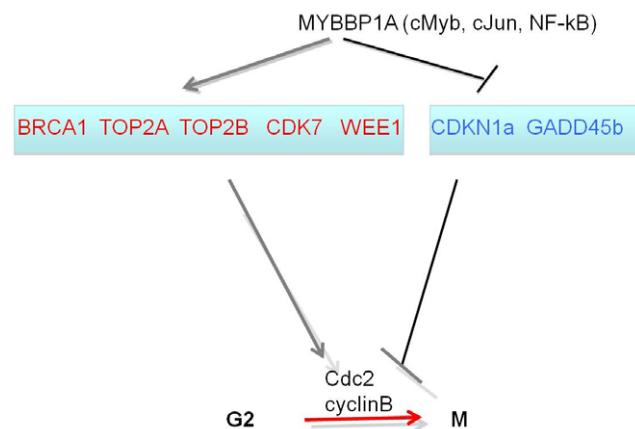 MYBBP1A (cMyb, cJun, NF-kB)
BRCA1 TOP2A TOP2B CDK7 WEE1 CDKN1a GADD45b
Cdc2
cyclinB
G2 M